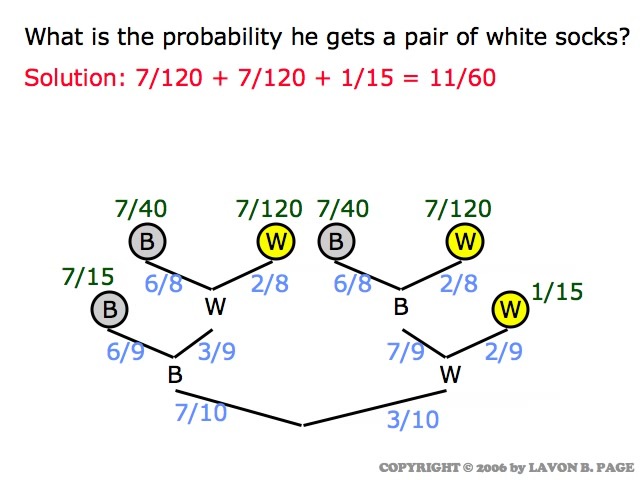 What is the probability he gets a pair of white socks?
Solution: 7/120 + 7/120 + 1/15 = 11/60
7/40 7/120 7/40 7/120
B W B W
7/15 6/8 2/8 6/8 2/8 1/15
B W B W
6/9 3/9 7/9 2/9
B W
7/10 3/10
COPYRIGHT © 2006 by LAVON B. PAGE